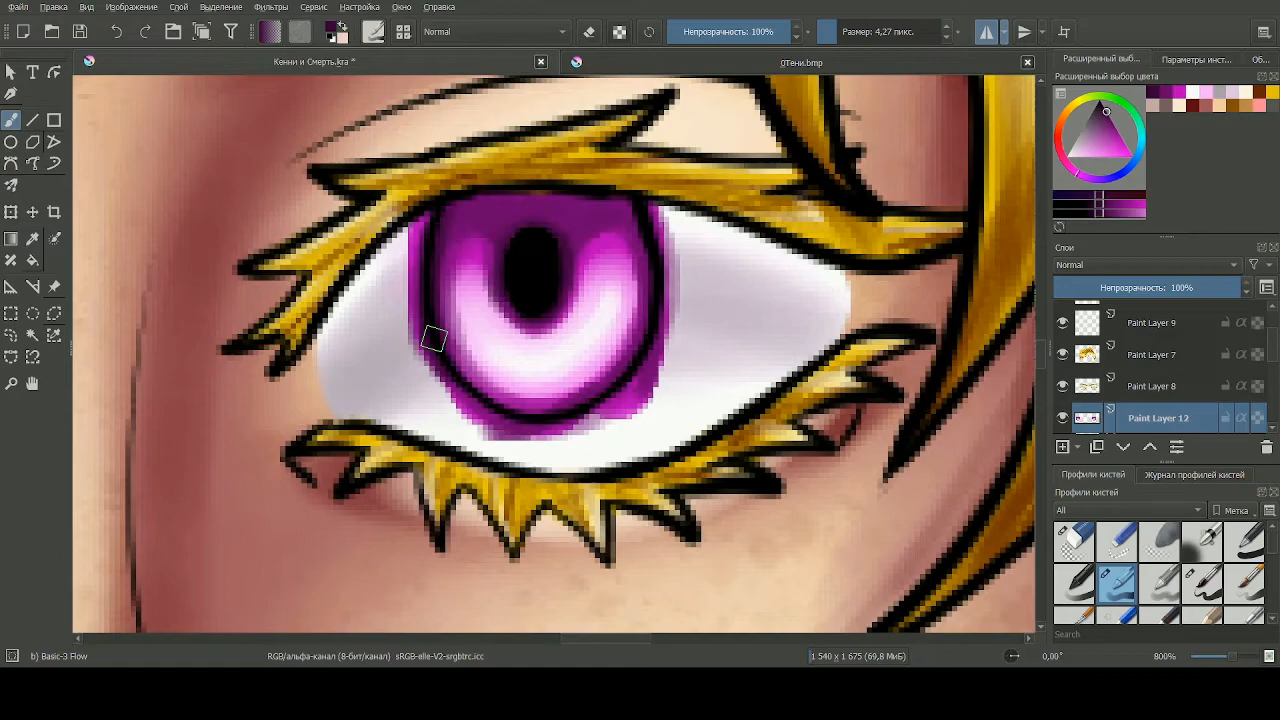 Файл Правка Вид Изображение Слой Выделение Фильтры Сервис Настройка Окно Справка
Normal Непрозрачность: 100% Размер: 4,27 пикс.
Кенни и Смерть.kra * gТени.bmp
Расширенный выб... Параметры инст... Об...
Расширенный выбор цвета
Слои
Normal
Непрозрачность: 100%
Paint Layer 9
Paint Layer 7
Paint Layer 8
Paint Layer 12
Профили кистей Журнал профилей кистей
Профили кистей
All Метка
Search
b) Basic-3 Flow RGB/альфа-канал (8-бит/канал) sRGB-elle-V2-srgbtrc.icc 1 540 x 1 675 (69,8 МиБ) 0,00° 800%